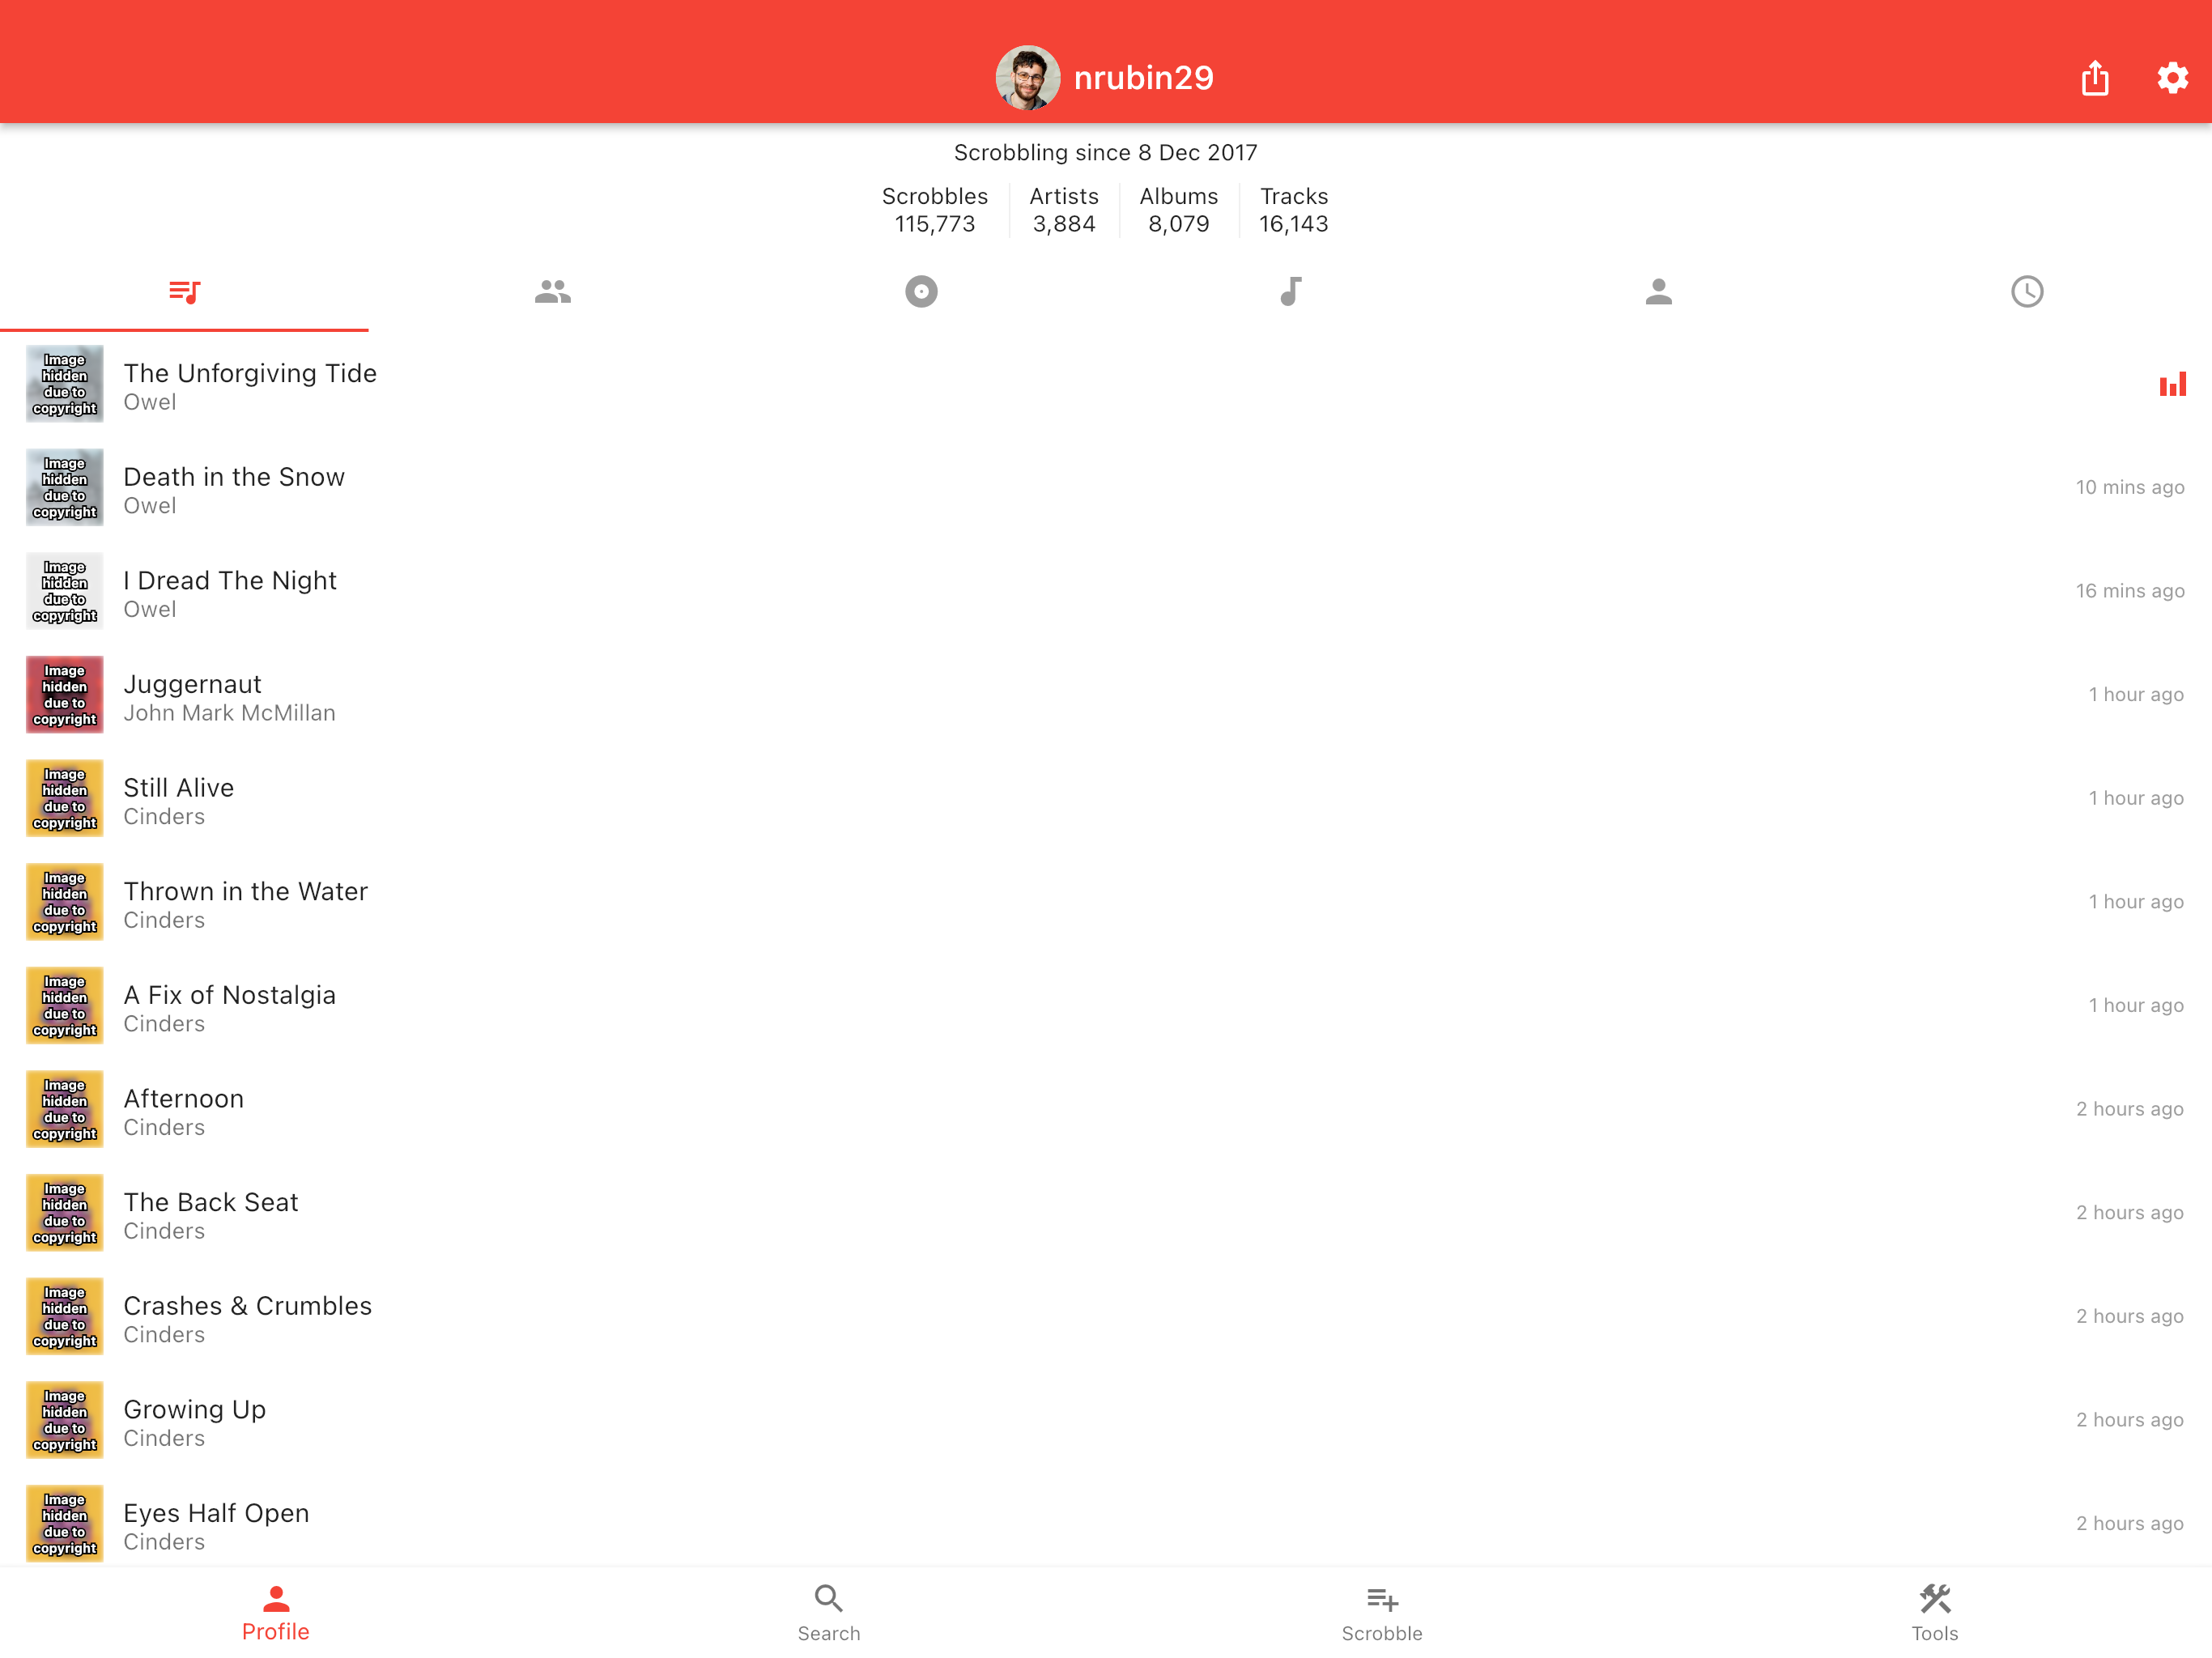 nrubin29
Scrobbling since 8 Dec 2017
Scrobbles Artists Albums Tracks
115,773 3,884 8,079 16,143
Image
hidden
due to
copyright
The Unforgiving Tide
Owel
Image
hidden
due to
copyright
Death in the Snow
Owel
10 mins ago
Image
hidden
due to
copyright
I Dread The Night
Owel
16 mins ago
Image
hidden
due to
copyright
Juggernaut
John Mark McMillan
1 hour ago
Image
hidden
due to
copyright
Still Alive
Cinders
1 hour ago
Image
hidden
due to
copyright
Thrown in the Water
Cinders
1 hour ago
Image
hidden
due to
copyright
A Fix of Nostalgia
Cinders
1 hour ago
Image
hidden
due to
copyright
Afternoon
Cinders
2 hours ago
Image
hidden
due to
copyright
The Back Seat
Cinders
2 hours ago
Image
hidden
due to
copyright
Crashes & Crumbles
Cinders
2 hours ago
Image
hidden
due to
copyright
Growing Up
Cinders
2 hours ago
Image
hidden
due to
copyright
Eyes Half Open
Cinders
2 hours ago
Profile Search Scrobble Tools